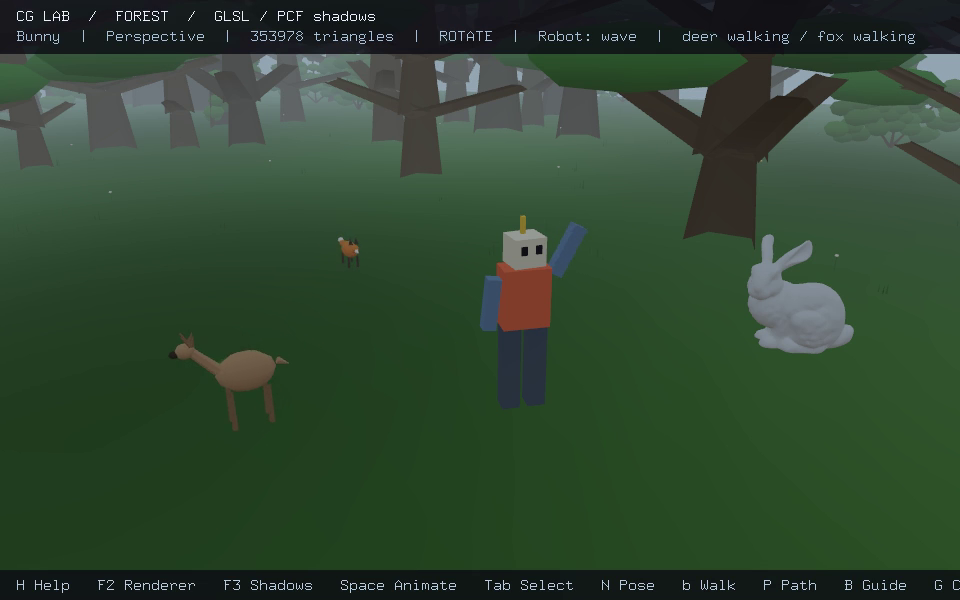 CG LAB / FOREST / GLSL / PCF shadows
Bunny | Perspective | 353978 triangles | ROTATE | Robot: wave | deer walking / fox walking
H Help F2 Renderer F3 Shadows Space Animate Tab Select N Pose b Walk P Path B Guide G